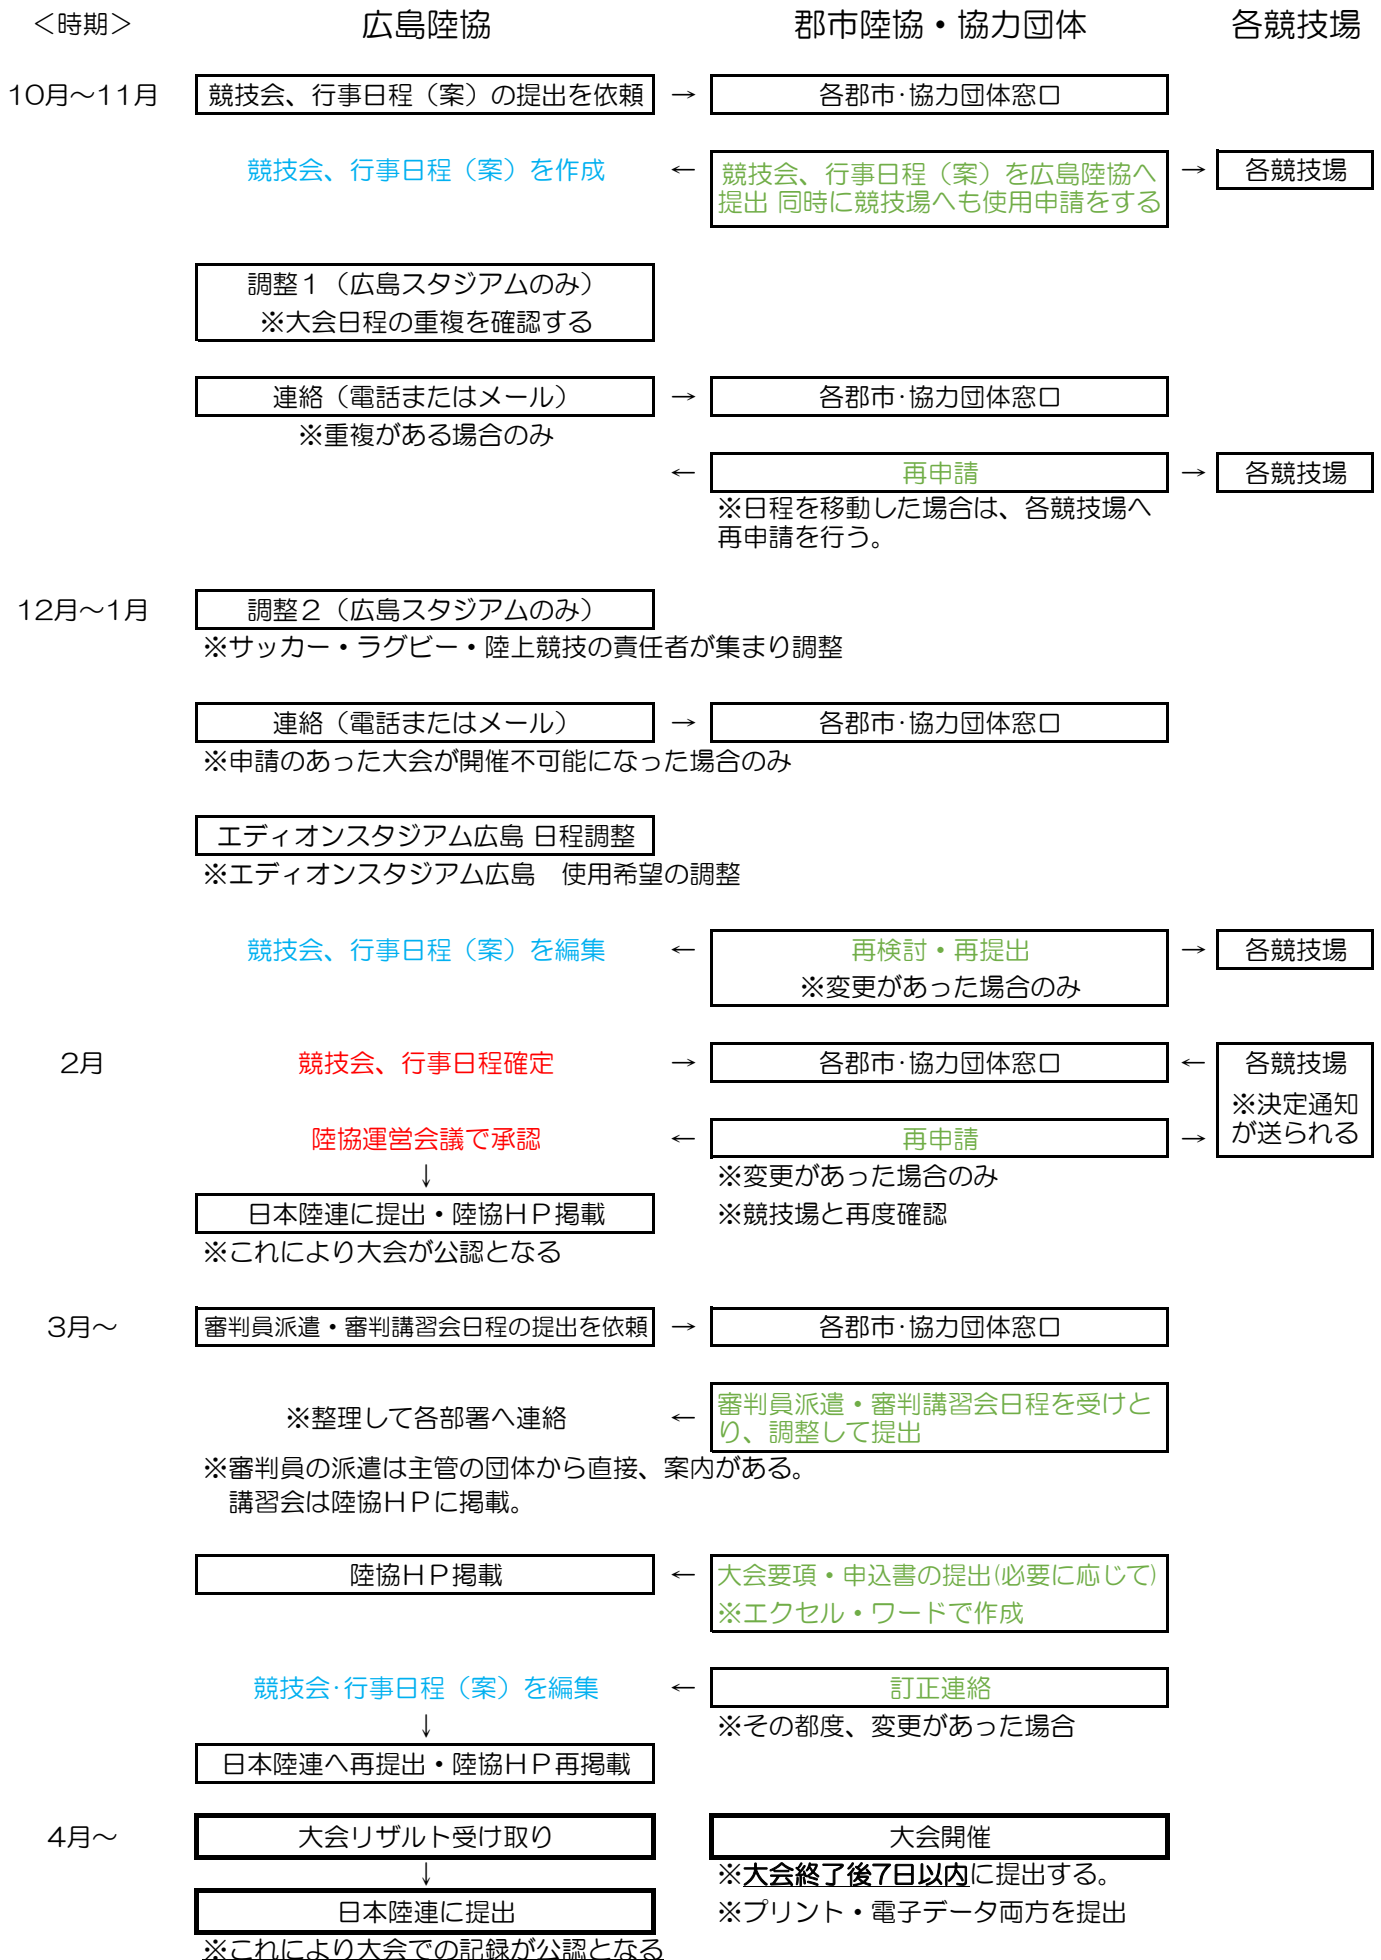 ＜時期＞ 広島陸協 郡市陸協・協力団体 各競技場
10月～11月 競技会、行事日程（案）の提出を依頼 → 各郡市･協力団体窓口
競技会、行事日程（案）を作成 ← 競技会、行事日程（案）を広島陸協へ → 各競技場
提出 同時に競技場へも使用申請をする
調整１（広島スタジアムのみ）
※大会日程の重複を確認する
連絡（電話またはメール） → 各郡市･協力団体窓口
※重複がある場合のみ
← 再申請 → 各競技場
※日程を移動した場合は、各競技場へ
再申請を行う。
12月～1月 調整２（広島スタジアムのみ）
※サッカー・ラグビー・陸上競技の責任者が集まり調整
連絡（電話またはメール） → 各郡市･協力団体窓口
※申請のあった大会が開催不可能になった場合のみ
エディオンスタジアム広島 日程調整
※エディオンスタジアム広島　使用希望の調整
競技会、行事日程（案）を編集 ← 再検討・再提出 → 各競技場
※変更があった場合のみ
2月 競技会、行事日程確定 → 各郡市･協力団体窓口 ← 各競技場
※決定通知
陸協運営会議で承認 ← 再申請 → が送られる
↓ ※変更があった場合のみ
日本陸連に提出・陸協ＨＰ掲載 ※競技場と再度確認
※これにより大会が公認となる
3月～ 審判員派遣・審判講習会日程の提出を依頼 → 各郡市･協力団体窓口
※整理して各部署へ連絡 ← 審判員派遣・審判講習会日程を受けと
り、調整して提出
※審判員の派遣は主管の団体から直接、案内がある。
講習会は陸協ＨＰに掲載。
陸協ＨＰ掲載 ← 大会要項・申込書の提出(必要に応じて)
※エクセル・ワードで作成
競技会･行事日程（案）を編集 ← 訂正連絡
↓ ※その都度、変更があった場合
日本陸連へ再提出・陸協ＨＰ再掲載
4月～ 大会リザルト受け取り 大会開催
↓ ※大会終了後7日以内に提出する。
日本陸連に提出 ※プリント・電子データ両方を提出
※これにより大会での記録が公認となる